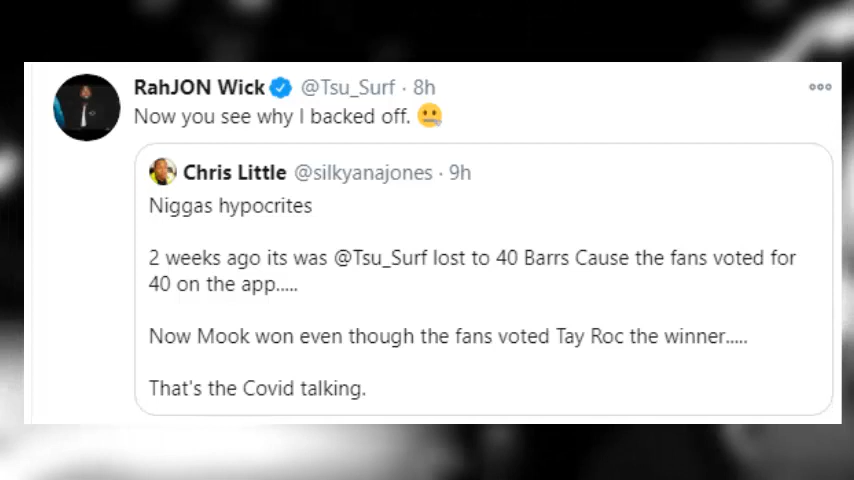 RahJON Wick @Tsu_Surf · 8h
Now you see why I backed off. 🤐
Chris Little @silkyanajones · 9h
Niggas hypocrites
2 weeks ago its was @Tsu_Surf lost to 40 Barrs Cause the fans voted for
40 on the app.....
Now Mook won even though the fans voted Tay Roc the winner.....
That's the Covid talking.